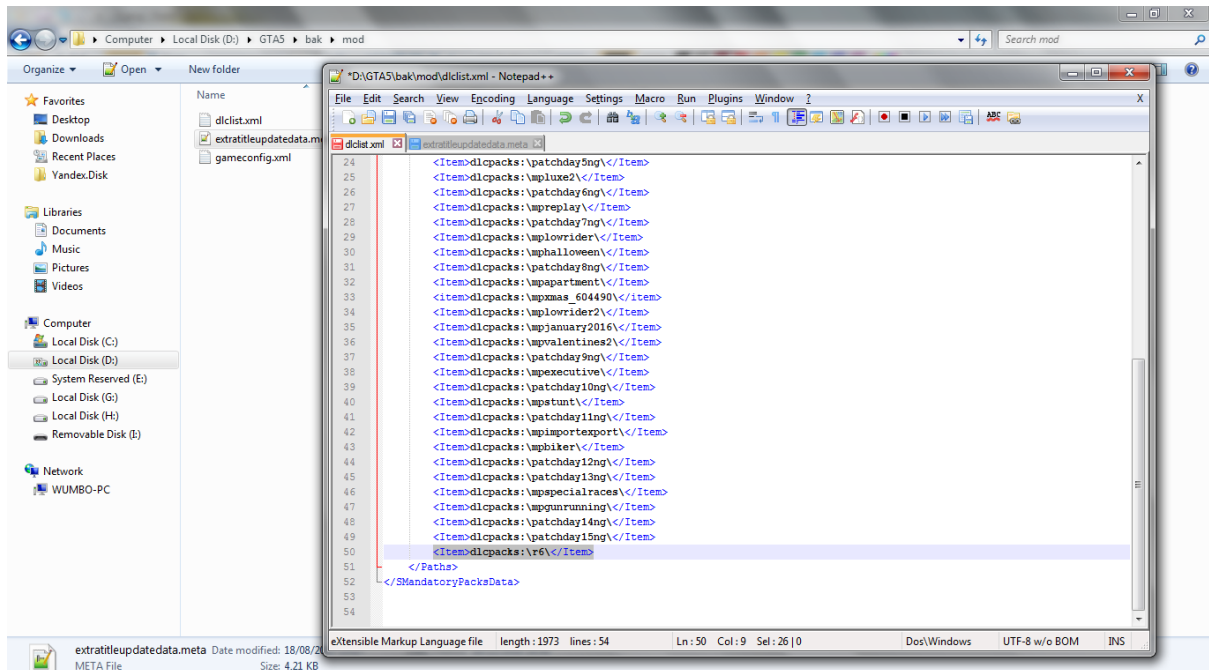 Computer ▸ Local Disk (D:) ▸ GTA5 ▸ bak ▸ mod
Search mod
Organize
Open
New folder
Favorites
Desktop
Downloads
Recent Places
Yandex.Disk
Libraries
Documents
Music
Pictures
Videos
Computer
Local Disk (C:)
Local Disk (D:)
System Reserved (E:)
Local Disk (G:)
Local Disk (H:)
Removable Disk (I:)
Network
WUMBO-PC
Name
dlclist.xml
extratitleupdatedata.m
gameconfig.xml
*D:\GTA5\bak\mod\dlclist.xml - Notepad++
File Edit Search View Encoding Language Settings Macro Run Plugins Window ? X
dlclist.xml extratitleupdatedata.meta
24 <Item>dlcpacks:\patchday5ng\</Item>
25 <Item>dlcpacks:\mpluxe2\</Item>
26 <Item>dlcpacks:\patchday6ng\</Item>
27 <Item>dlcpacks:\mpreplay\</Item>
28 <Item>dlcpacks:\patchday7ng\</Item>
29 <Item>dlcpacks:\mplowrider\</Item>
30 <Item>dlcpacks:\mphalloween\</Item>
31 <Item>dlcpacks:\patchday8ng\</Item>
32 <Item>dlcpacks:\mpapartment\</Item>
33 <item>dlcpacks:\mpxmas_604490\</item>
34 <Item>dlcpacks:\mplowrider2\</Item>
35 <Item>dlcpacks:\mpjanuary2016\</Item>
36 <Item>dlcpacks:\mpvalentines2\</Item>
37 <Item>dlcpacks:\patchday9ng\</Item>
38 <Item>dlcpacks:\mpexecutive\</Item>
39 <Item>dlcpacks:\patchday10ng\</Item>
40 <Item>dlcpacks:\mpstunt\</Item>
41 <Item>dlcpacks:\patchday11ng\</Item>
42 <Item>dlcpacks:\mpimportexport\</Item>
43 <Item>dlcpacks:\mpbiker\</Item>
44 <Item>dlcpacks:\patchday12ng\</Item>
45 <Item>dlcpacks:\patchday13ng\</Item>
46 <Item>dlcpacks:\mpspecialraces\</Item>
47 <Item>dlcpacks:\mpgunrunning\</Item>
48 <Item>dlcpacks:\patchday14ng\</Item>
49 <Item>dlcpacks:\patchday15ng\</Item>
50 <Item>dlcpacks:\r6\</Item>
51 </Paths>
52 </SMandatoryPacksData>
53
54
eXtensible Markup Language file length : 1973 lines : 54 Ln : 50 Col : 9 Sel : 26 | 0 Dos\Windows UTF-8 w/o BOM INS
extratitleupdatedata.meta Date modified: 18/08/20
META File Size: 4.21 KB